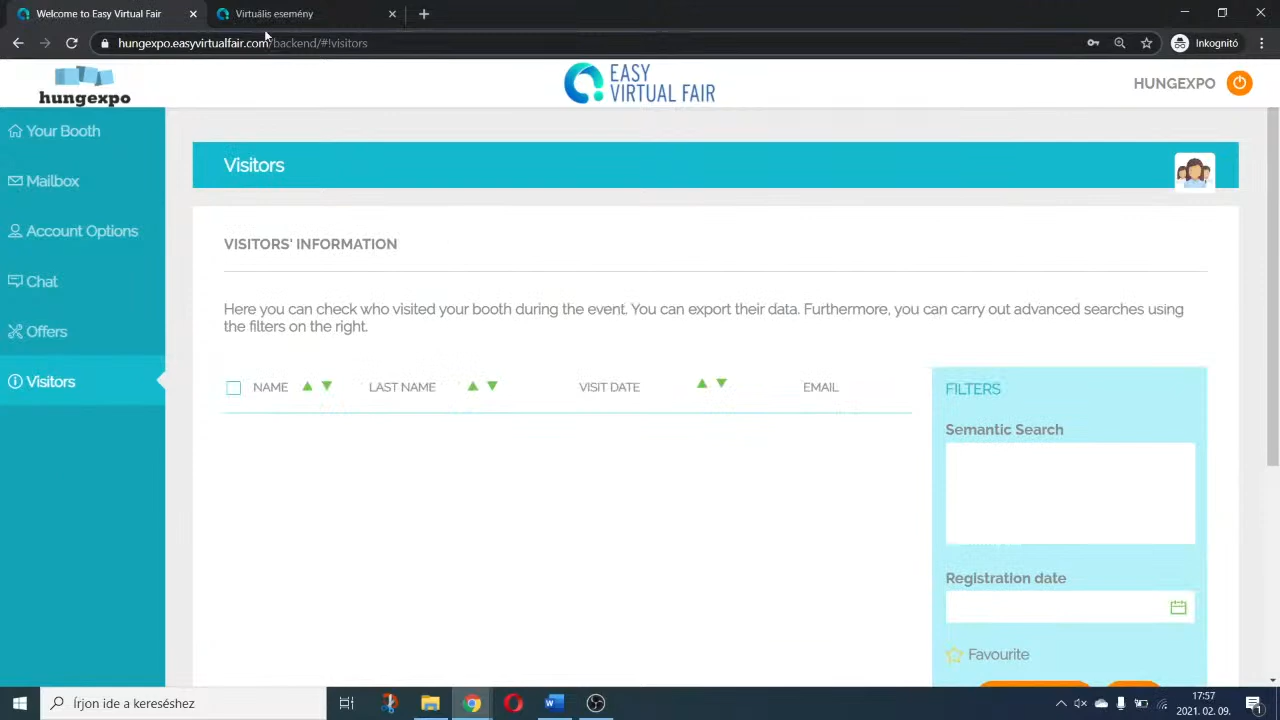 Easy Virtual Fair
Virtuális esemény
hungexpo.easyvirtualfair.com/backend/#!visitors
Inkognitó
hungexpo
EASY
VIRTUAL FAIR
HUNGEXPO
Your Booth
Mailbox
Account Options
Chat
Offers
Visitors
Visitors
VISITORS' INFORMATION
Here you can check who visited your booth during the event. You can export their data. Furthermore, you can carry out advanced searches using
the filters on the right.
NAME
LAST NAME
VISIT DATE
EMAIL
FILTERS
Semantic Search
Registration date
Favourite
Írjon ide a kereséshez
17:57
2021. 02. 09.